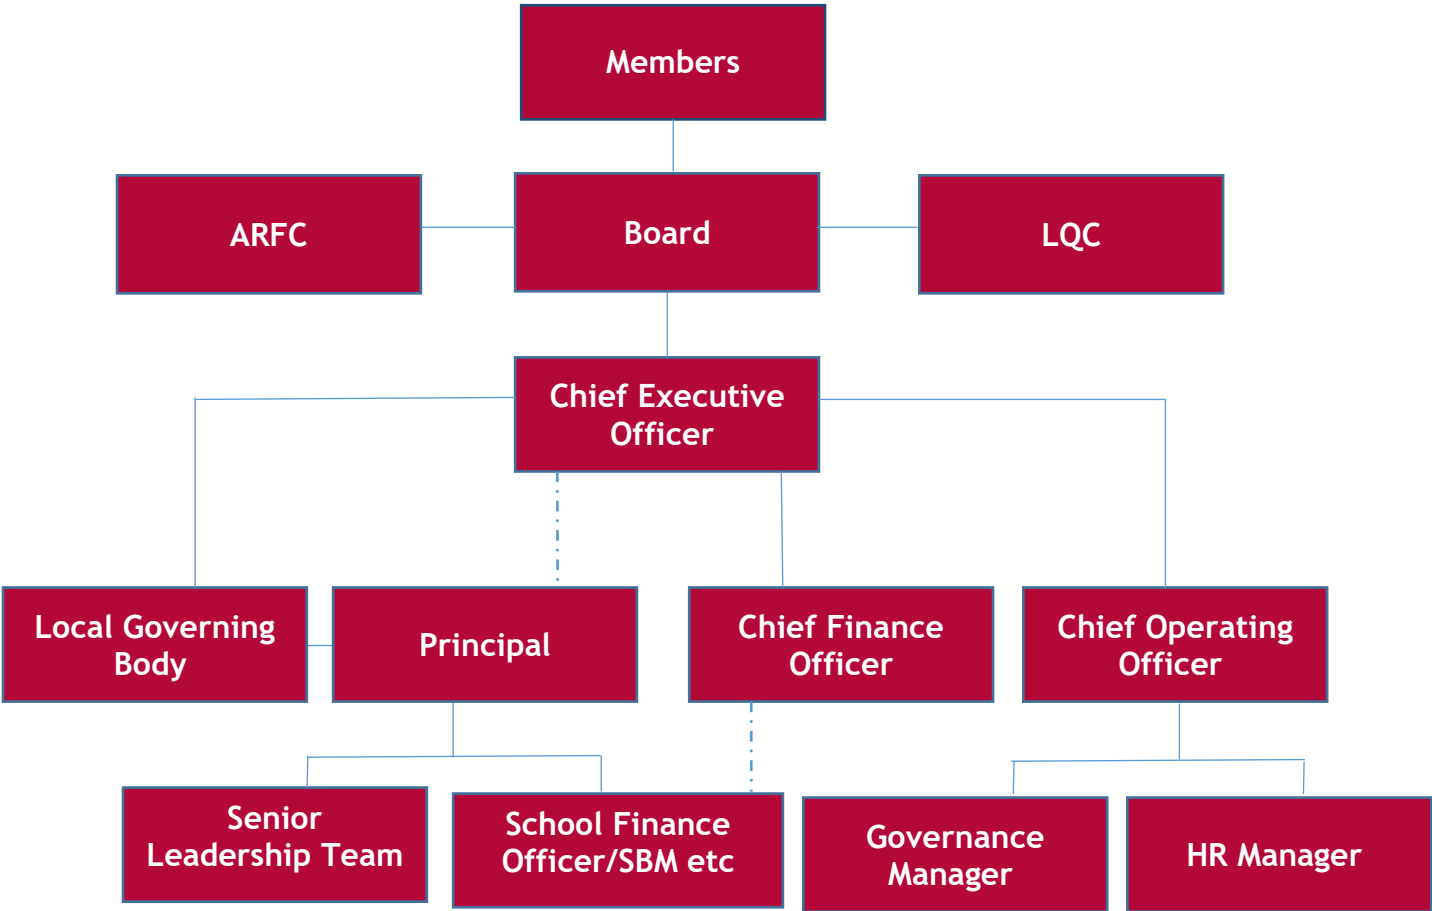 Members
ARFC
Board
LQC
Chief Executive
Officer
Local Governing
Body
Principal
Chief Finance
Officer
Chief Operating
Officer
Senior
Leadership Team
School Finance
Officer/SBM etc
Governance
Manager
HR Manager